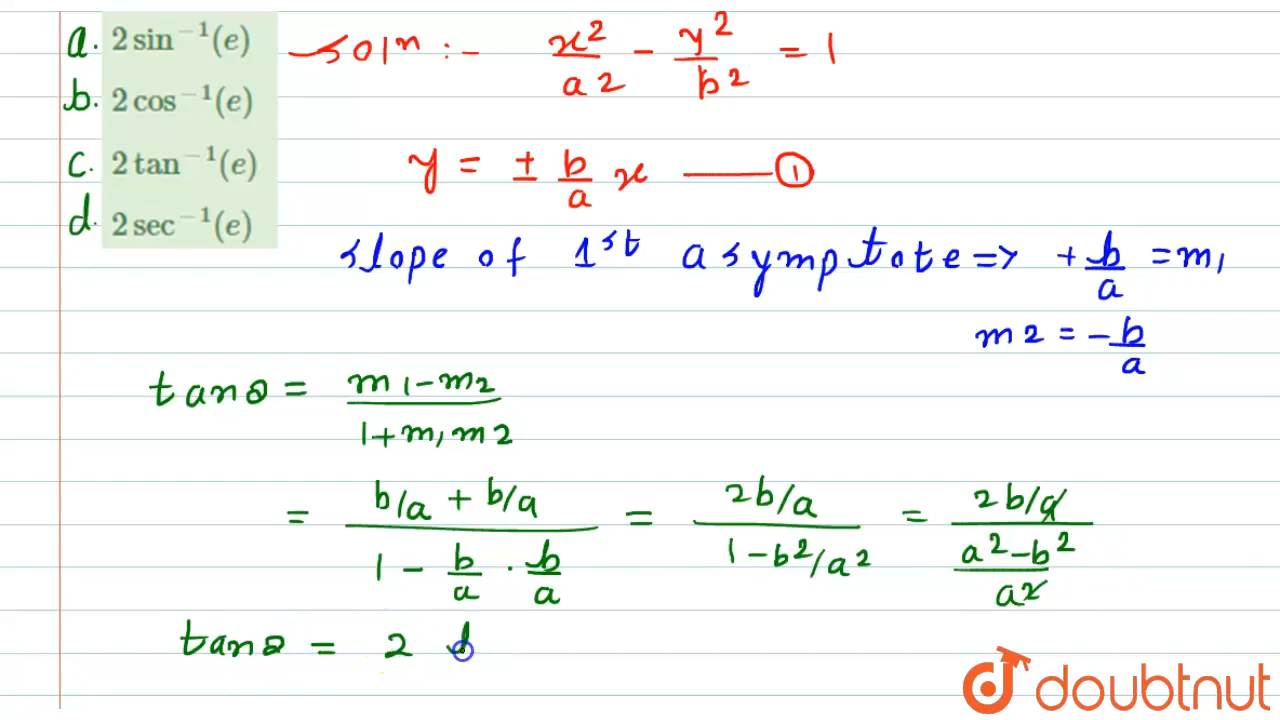 a. 2 sin⁻¹(e) soln :- x²/a² - y²/b² = 1
b. 2 cos⁻¹(e)
c. 2 tan⁻¹(e) y = ± b/a x —— ①
d. 2 sec⁻¹(e)
slope of 1st asymptote => + b/a = m₁
m2 = - b/a
tanθ = (m₁ - m2)/(1 + m₁ m2)
= (b/a + b/a)/(1 - b/a · b/a) = (2b/a)/(1 - b²/a²) = (2b/a)/((a² - b²)/a²)
tanθ = 2 b
doubtnut